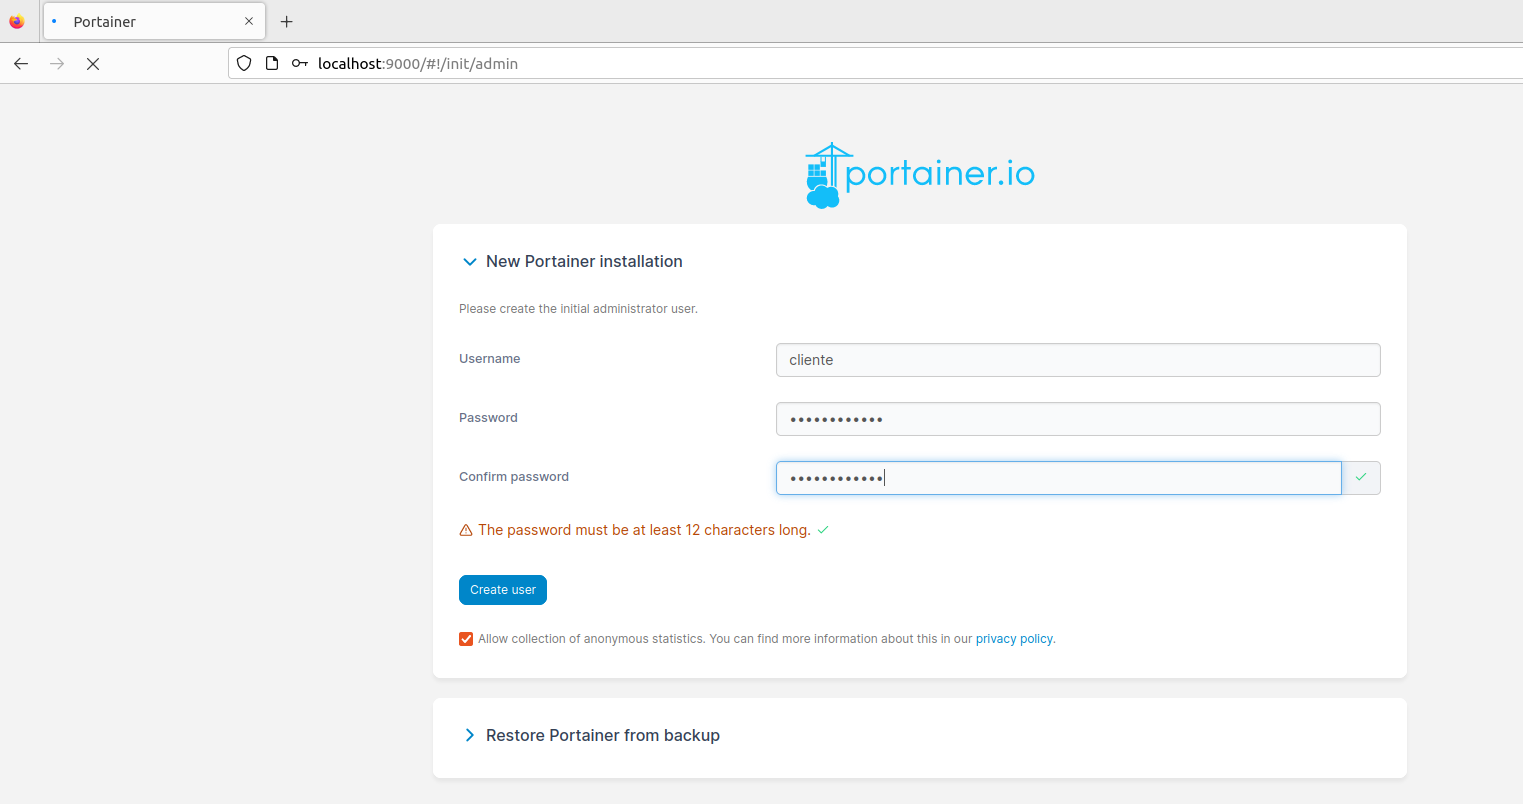 Portainer
localhost:9000/#!/init/admin
portainer.io
New Portainer installation
Please create the initial administrator user.
Username
cliente
Password
••••••••••••
Confirm password
••••••••••••
The password must be at least 12 characters long.
Create user
Allow collection of anonymous statistics. You can find more information about this in our privacy policy.
Restore Portainer from backup